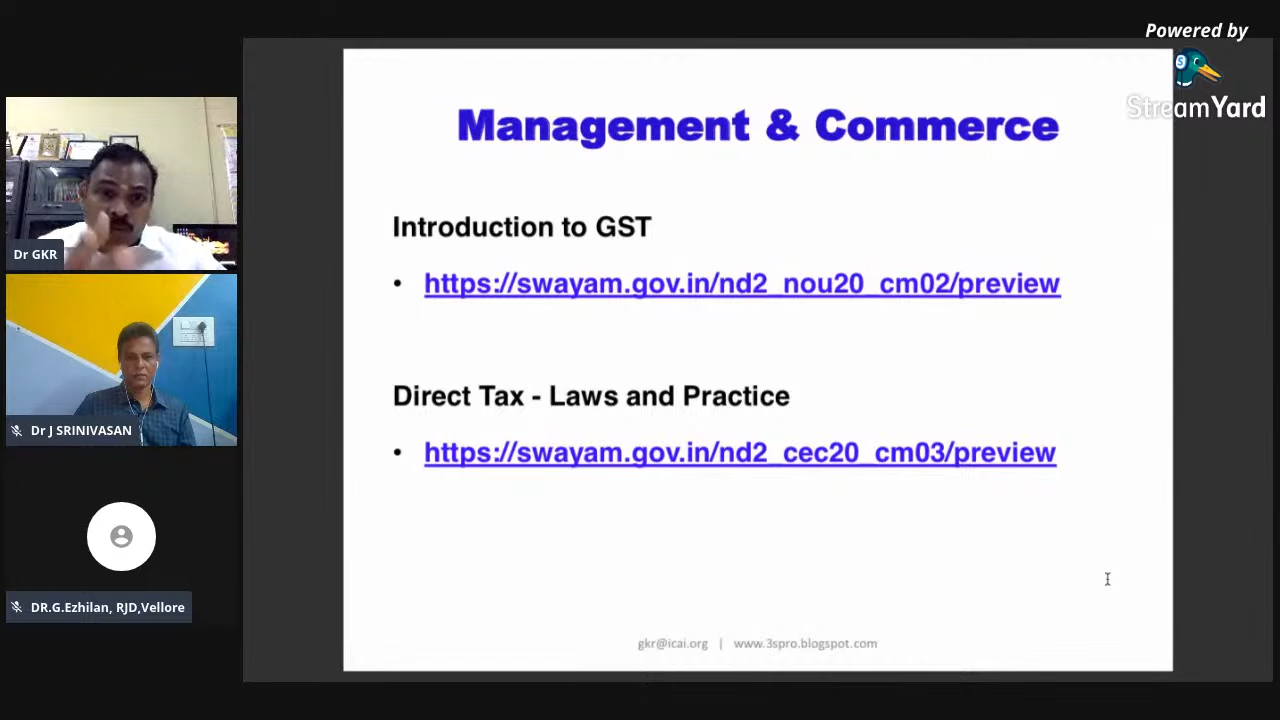 Powered by
StreamYard
Management & Commerce
Introduction to GST
• https://swayam.gov.in/nd2_nou20_cm02/preview
Direct Tax - Laws and Practice
• https://swayam.gov.in/nd2_cec20_cm03/preview
gkr@icai.org | www.3spro.blogspot.com
Dr GKR
Dr J SRINIVASAN
DR.G.Ezhilan, RJD,Vellore